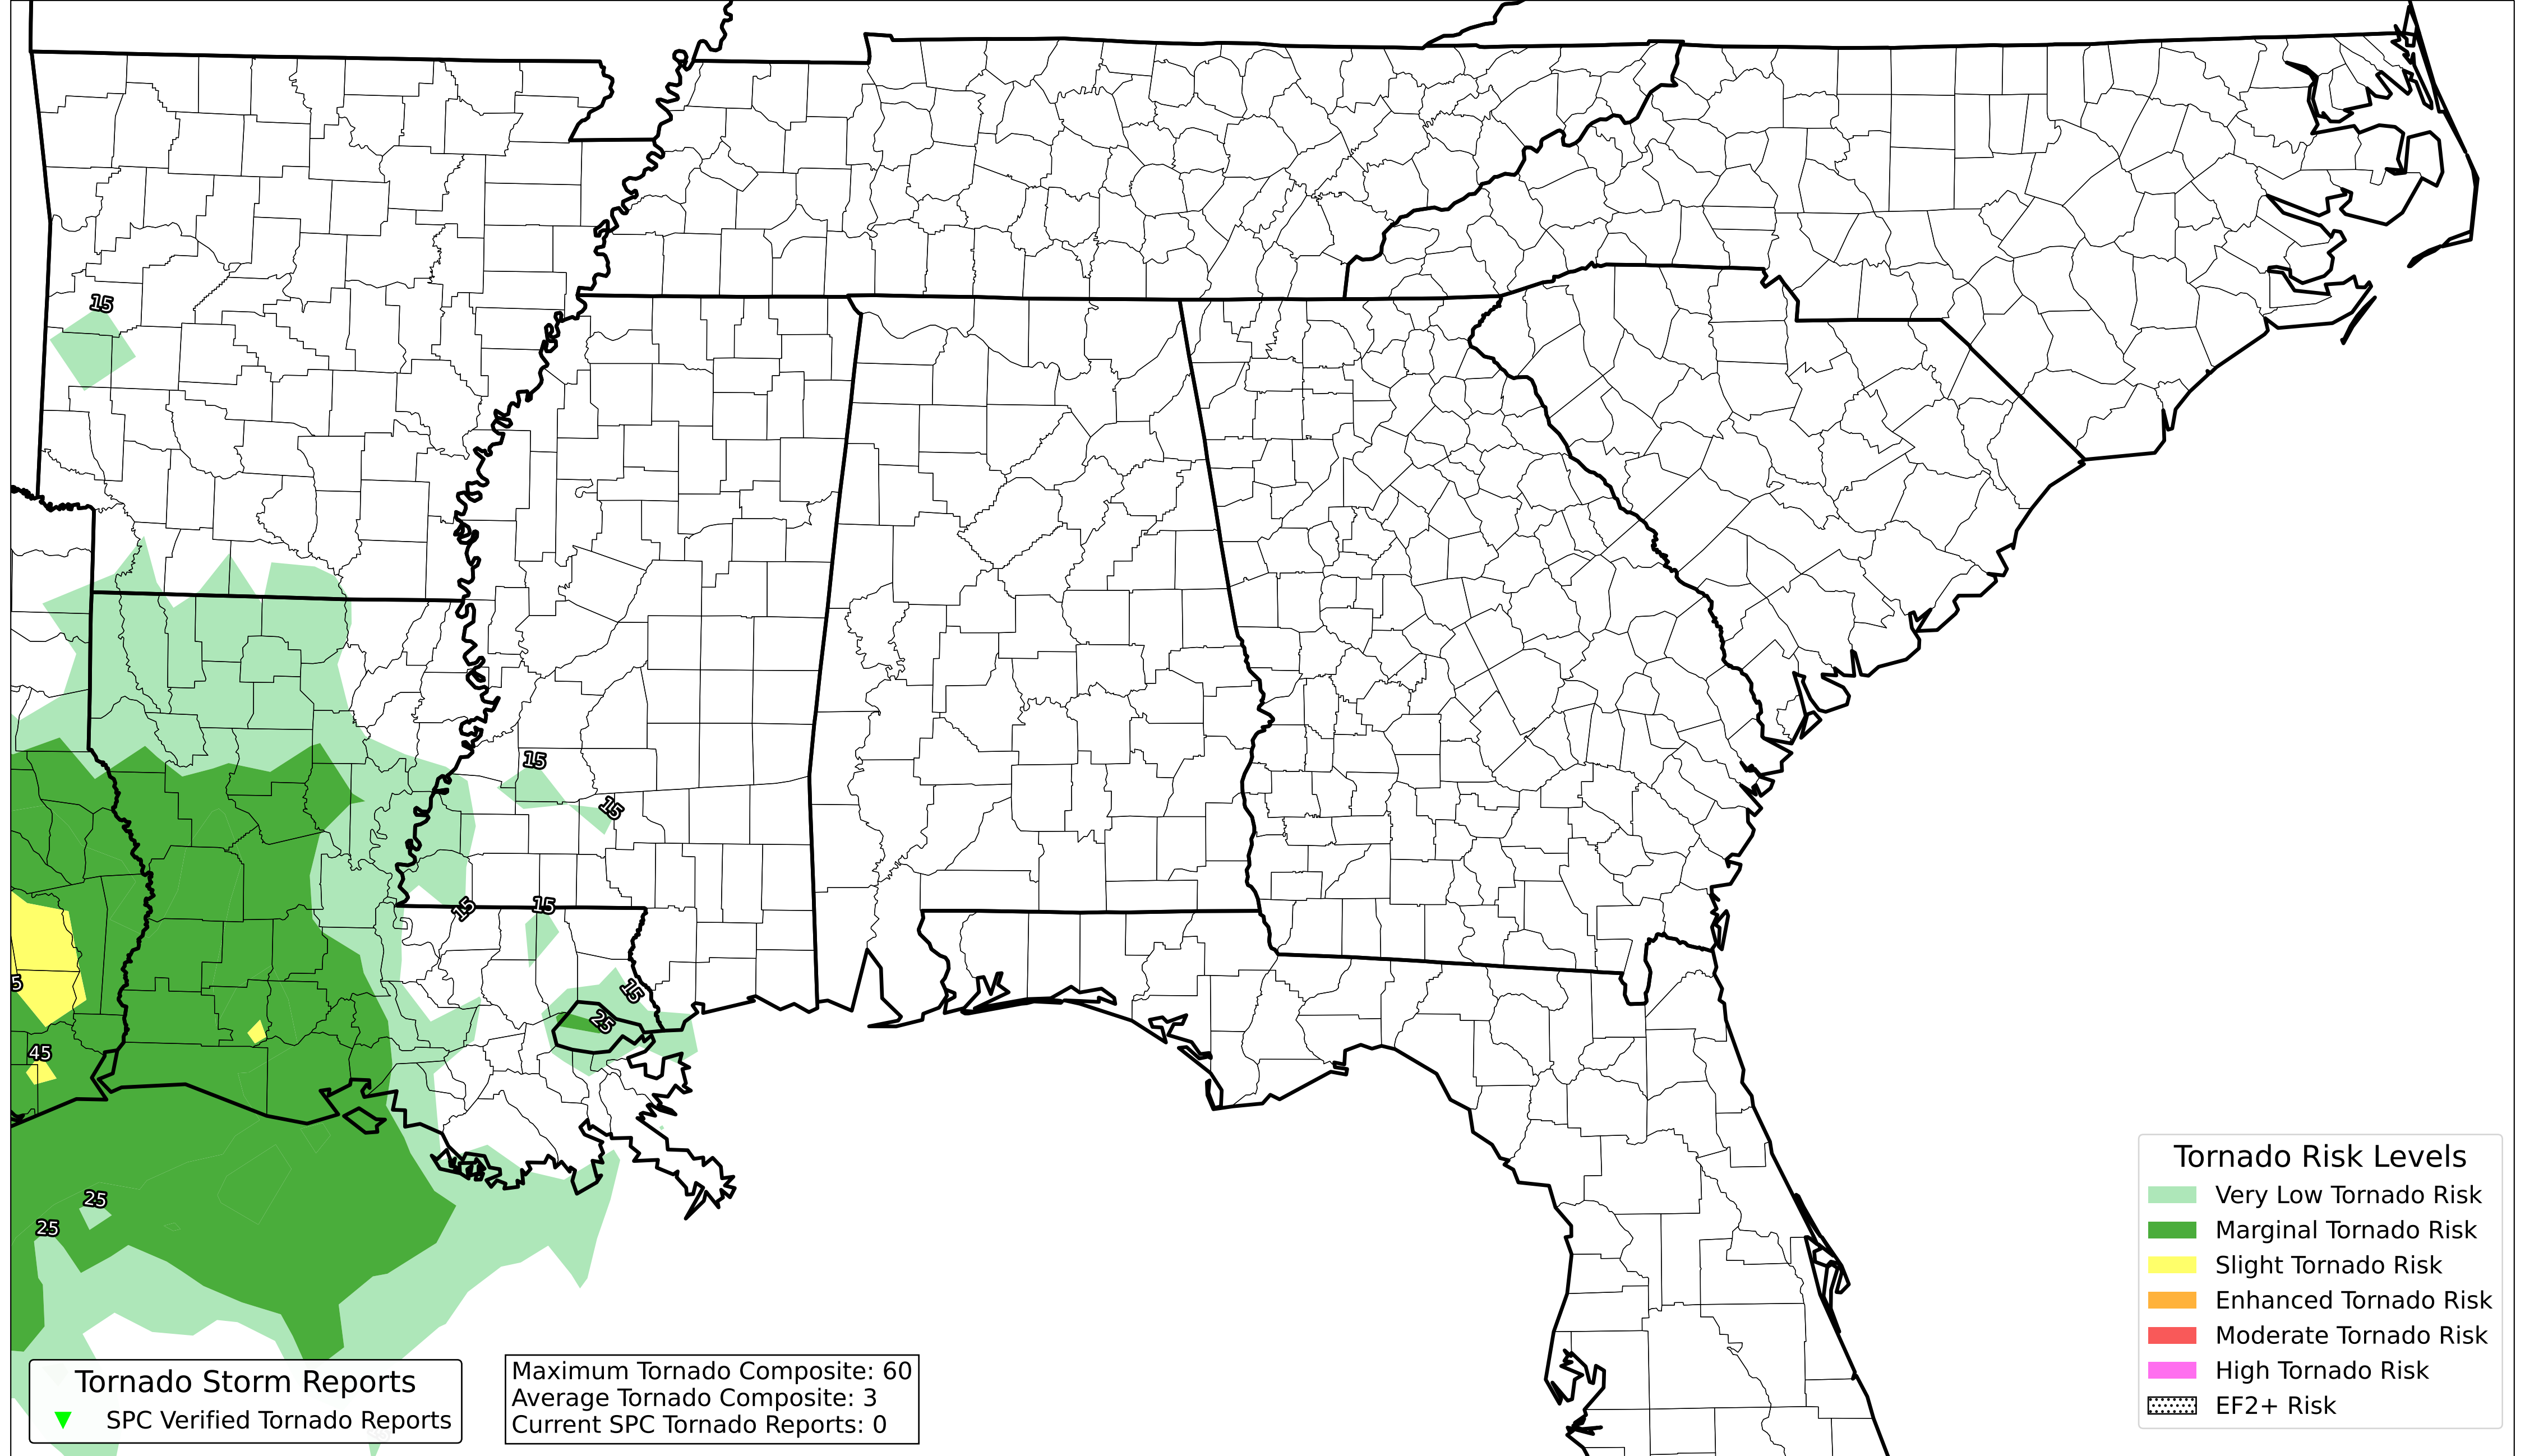 15
15
15
15
15
15
25
5
45
25
25
Tornado Storm Reports
SPC Verified Tornado Reports
Maximum Tornado Composite: 60
Average Tornado Composite: 3
Current SPC Tornado Reports: 0
Tornado Risk Levels
Very Low Tornado Risk
Marginal Tornado Risk
Slight Tornado Risk
Enhanced Tornado Risk
Moderate Tornado Risk
High Tornado Risk
EF2+ Risk